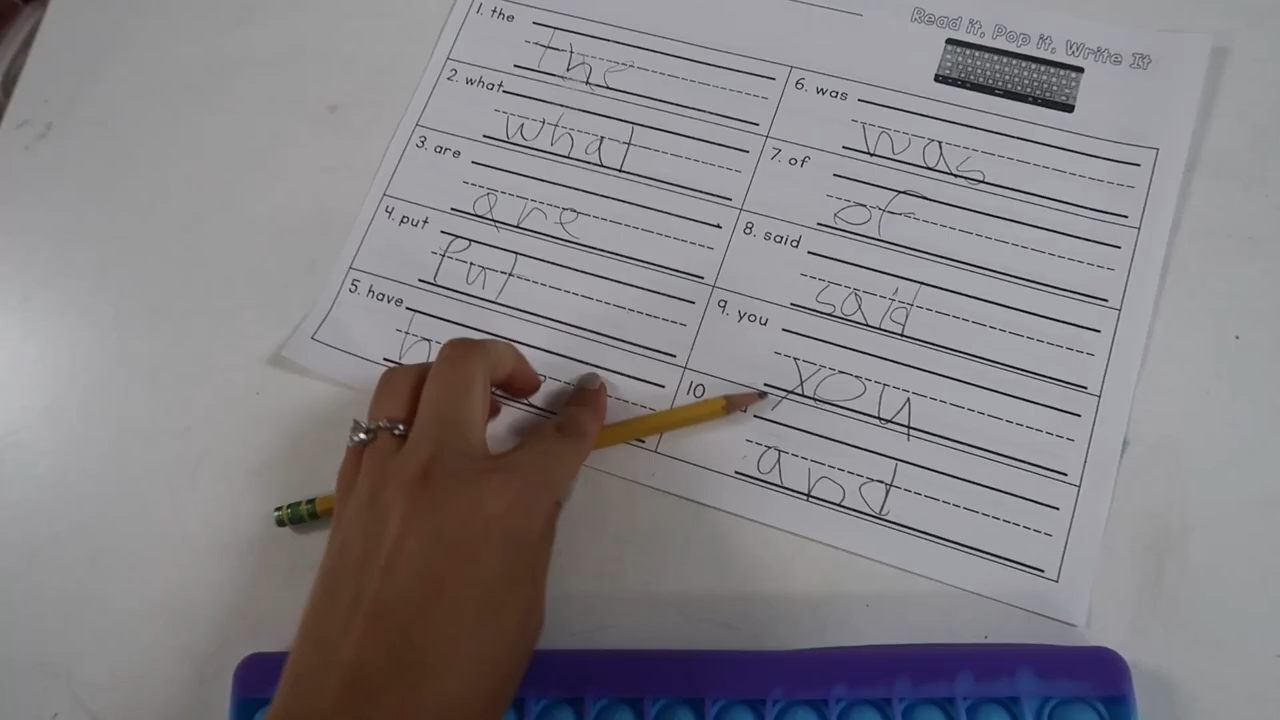 Read it, Pop it, Write It
1. the
the
2. what
what
3. are
are
4. put
Put
5. have
h
6. was
was
7. of
of
8. said
said
9. you
you
10
and